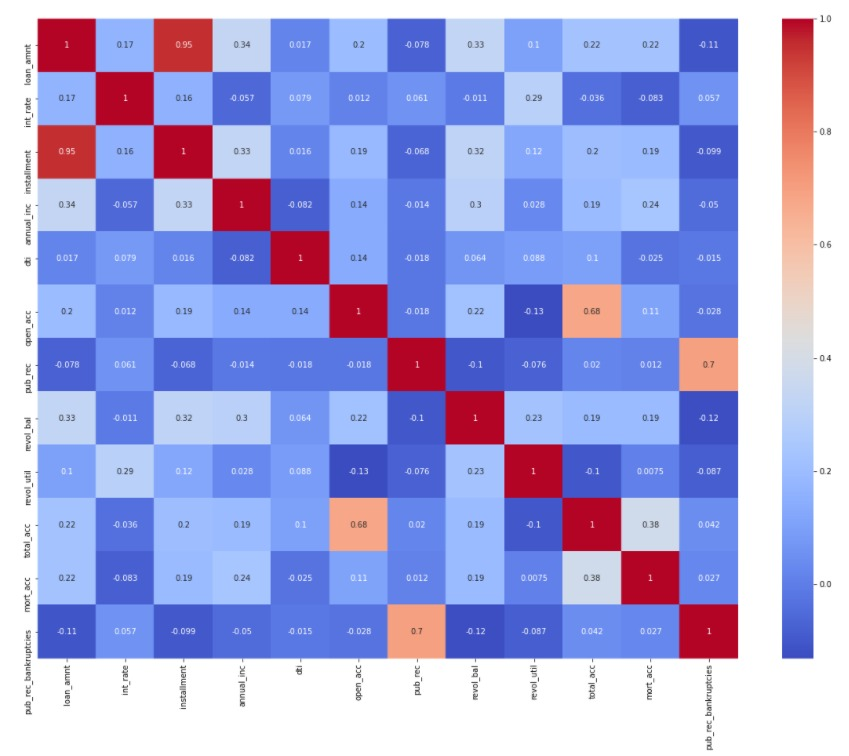 loan_amnt 1 0.17 0.95 0.34 0.017 0.2 -0.078 0.33 0.1 0.22 0.22 -0.11
int_rate 0.17 1 0.16 -0.057 0.079 0.012 0.061 -0.011 0.29 -0.036 -0.083 0.057
installment 0.95 0.16 1 0.33 0.016 0.19 -0.068 0.32 0.12 0.2 0.19 -0.099
annual_inc 0.34 -0.057 0.33 1 -0.082 0.14 -0.014 0.3 0.028 0.19 0.24 -0.05
dti 0.017 0.079 0.016 -0.082 1 0.14 -0.018 0.064 0.088 0.1 -0.025 -0.015
open_acc 0.2 0.012 0.19 0.14 0.14 1 -0.018 0.22 -0.13 0.68 0.11 -0.028
pub_rec -0.078 0.061 -0.068 -0.014 -0.018 -0.018 1 -0.1 -0.076 0.02 0.012 0.7
revol_bal 0.33 -0.011 0.32 0.3 0.064 0.22 -0.1 1 0.23 0.19 0.19 -0.12
revol_util 0.1 0.29 0.12 0.028 0.088 -0.13 -0.076 0.23 1 -0.1 0.0075 -0.087
total_acc 0.22 -0.036 0.2 0.19 0.1 0.68 0.02 0.19 -0.1 1 0.38 0.042
mort_acc 0.22 -0.083 0.19 0.24 -0.025 0.11 0.012 0.19 0.0075 0.38 1 0.027
pub_rec_bankruptcies -0.11 0.057 -0.099 -0.05 -0.015 -0.028 0.7 -0.12 -0.087 0.042 0.027 1
loan_amnt int_rate installment annual_inc dti open_acc pub_rec revol_bal revol_util total_acc mort_acc pub_rec_bankruptcies
1.0
0.8
0.6
0.4
0.2
0.0